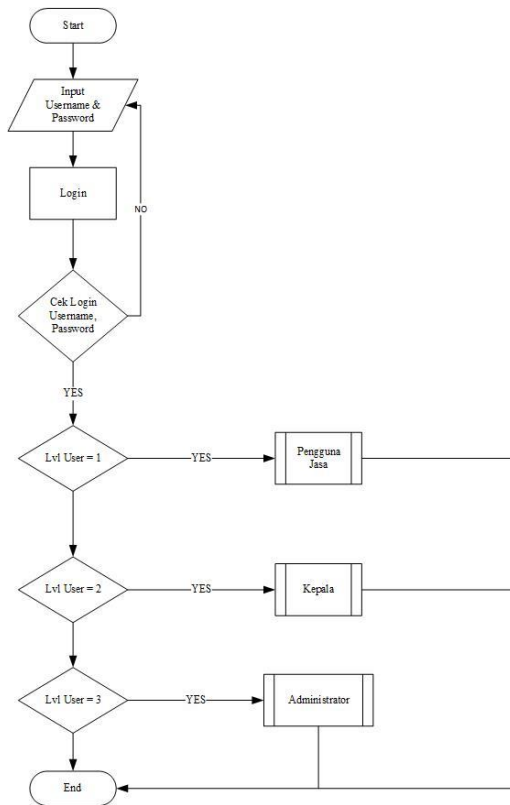 Start
Input
Username &
Password
Login
NO
Cek Login
Username,
Password
YES
Lvl User = 1
YES
Pengguna
Jasa
Lvl User = 2
YES
Kepala
Lvl User = 3
YES
Administrator
End